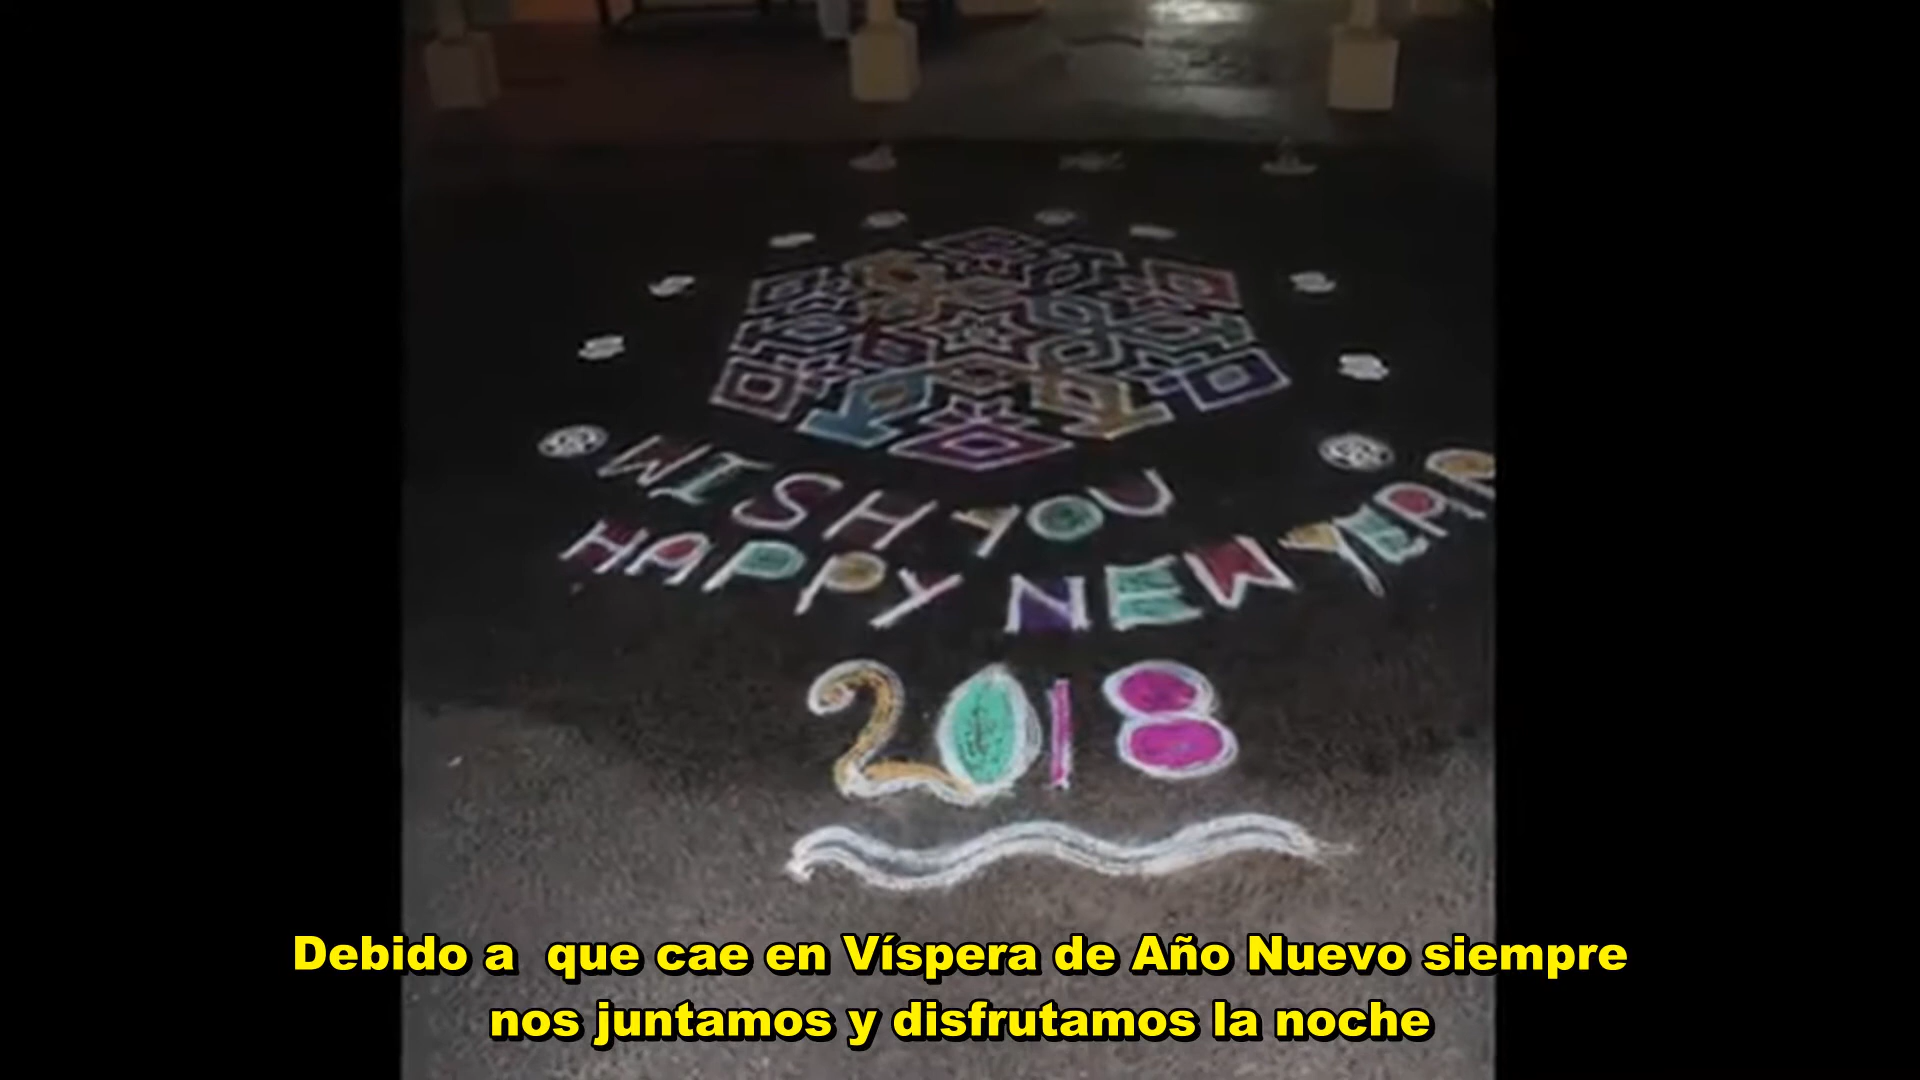 WISH YOU
HAPPY NEW YEAR
2018
Debido a  que cae en Víspera de Año Nuevo siempre
nos juntamos y disfrutamos la noche